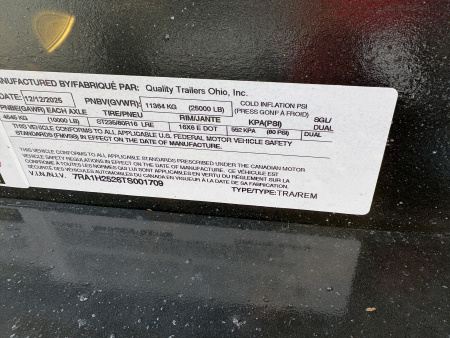 MANUFACTURED BY/FABRIQUÉ PAR: Quality Trailers Ohio, Inc.
DATE: 12/12/2025 PNBV(GVWR): 11364 KG (25000 LB) COLD INFLATION PSI
(PRESS GONF À FROID) SGL/
PNBE(GAWR) EACH AXLE TIRE/PNEU RIM/JANTE KPA(PSI) DUAL
4545 KG (10000 LB) ST235/80R16 LRE 16X6 E DOT 552 KPA (80 PSI) DUAL
THIS VEHICLE CONFORMS TO ALL APPLICABLE U.S. FEDERAL MOTOR VEHICLE SAFETY
STANDARDS (FMVSS) IN EFFECT ON THE DATE OF MANUFACTURE.
THIS VEHICLE CONFORMS TO ALL APPLICABLE STANDARDS PRESCRIBED UNDER THE CANADIAN MOTOR
VEHICLE SAFETY REGULATIONS IN EFFECT ON THE DATE OF MANUFACTURE. CE VÉHICULE EST
CONFORME À TOUTES LES NORMES QUI LUI SONT APPLICABLES EN VERTU DU RÈGLEMENT SUR LA
SÉCURITÉ DES VEHICULES AUTOMOBILES DU CANADA EN VIGUEUR À LA DATE DE SA FABRICATION.
V.I.N./N.I.V. 7RA1H2526TS001709 TYPE/TYPE: TRA/REM